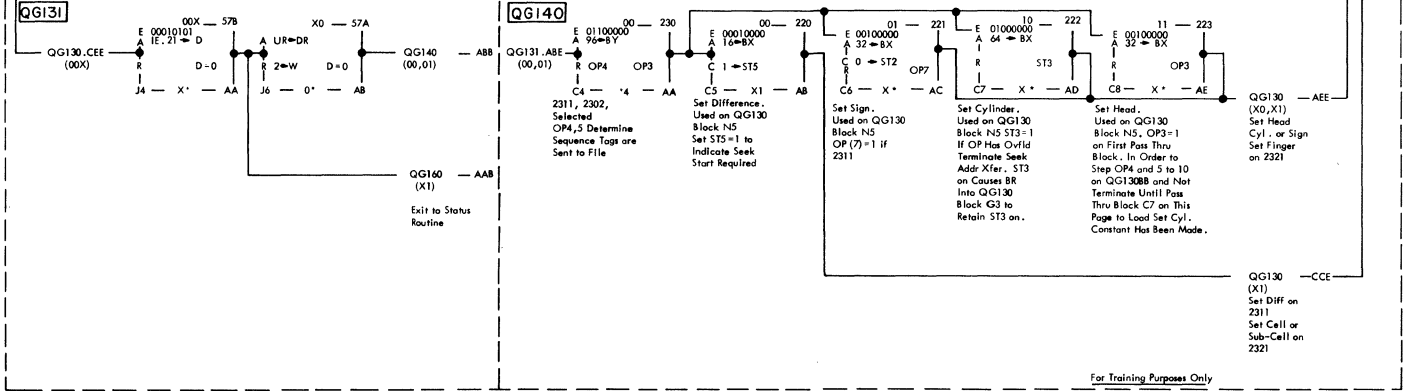 QG131
00X — 57B
E 00010101
A IE.21 → D
QG130.CEE
(00X)
R D=0
J4 — X* — AA
X0 — 57A
A UR→DR
R 2→W D=0
J6 — 0* — AB
QG140 — ABB
(00,01)
QG160 — AAB
(X1)
Exit to Status
Routine
QG140
QG131.ABE
(00,01)
00 — 230
E 01100000
A 96→BY
R OP4 OP3
C4 — *4 — AA
2311, 2302,
Selected
OP4,5 Determine
Sequence Tags are
Sent to File
00 — 220
E 00010000
A 16→BX
C 1 → ST5
C5 — X1 — AB
Set Difference.
Used on QG130
Block N5
Set ST5=1 to
Indicate Seek
Start Required
01 — 221
E 00100000
A 32 → BX
C 0 → ST2
R OP7
C6 — X* — AC
Set Sign.
Used on QG130
Block N5
OP (7)=1 if
2311
10 — 222
E 01000000
A 64 → BX
R ST3
C7 — X* — AD
Set Cylinder.
Used on QG130
Block N5 ST3=1
If OP Has Ovfld
Terminate Seek
Addr Xfer. ST3
on Causes BR
Into QG130
Block G3 to
Retain ST3 on.
11 — 223
E 00100000
A 32 → BX
R OP3
C8 — X* — AE
Set Head.
Used on QG130
Block N5. OP3=1
on First Pass Thru
Block. In Order to
Step OP4 and 5 to 10
on QG130BB and Not
Terminate Until Pass
Thru Block C7 on This
Page to Load Set Cyl.
Constant Has Been Made.
QG130 — AEE
(X0,X1)
Set Head
Cyl. or Sign
Set Finger
on 2321
QG130 — CCE
(X1)
Set Diff on
2311
Set Cell or
Sub-Cell on
2321
For Training Purposes Only